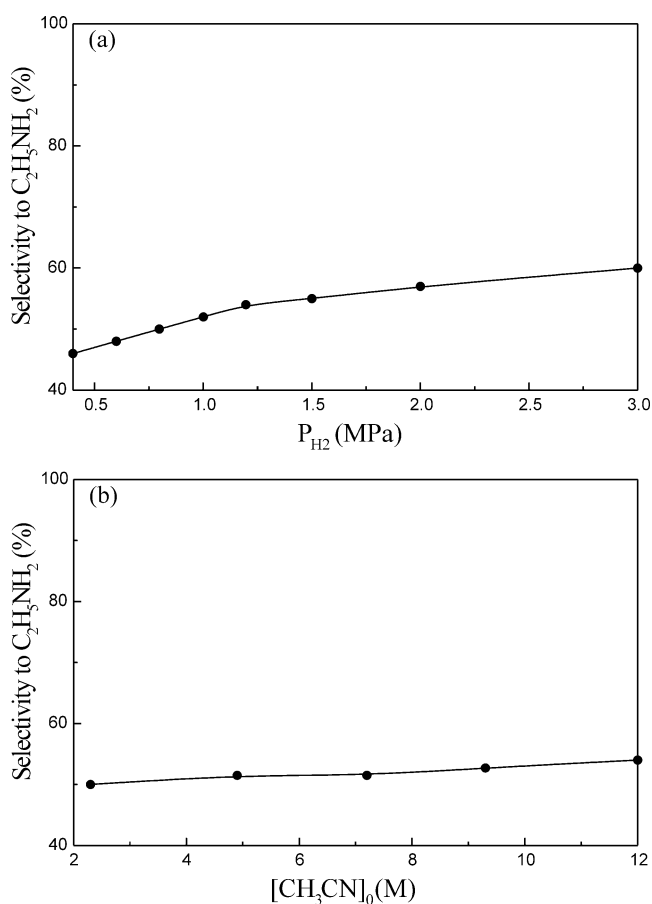 (a)
Selectivity to C₂H₅NH₂ (%)
100
80
60
40
0.5 1.0 1.5 2.0 2.5 3.0
P_H2 (MPa)
(b)
Selectivity to C₂H₅NH₂ (%)
100
80
60
40
2 4 6 8 10 12
[CH₃CN]₀(M)